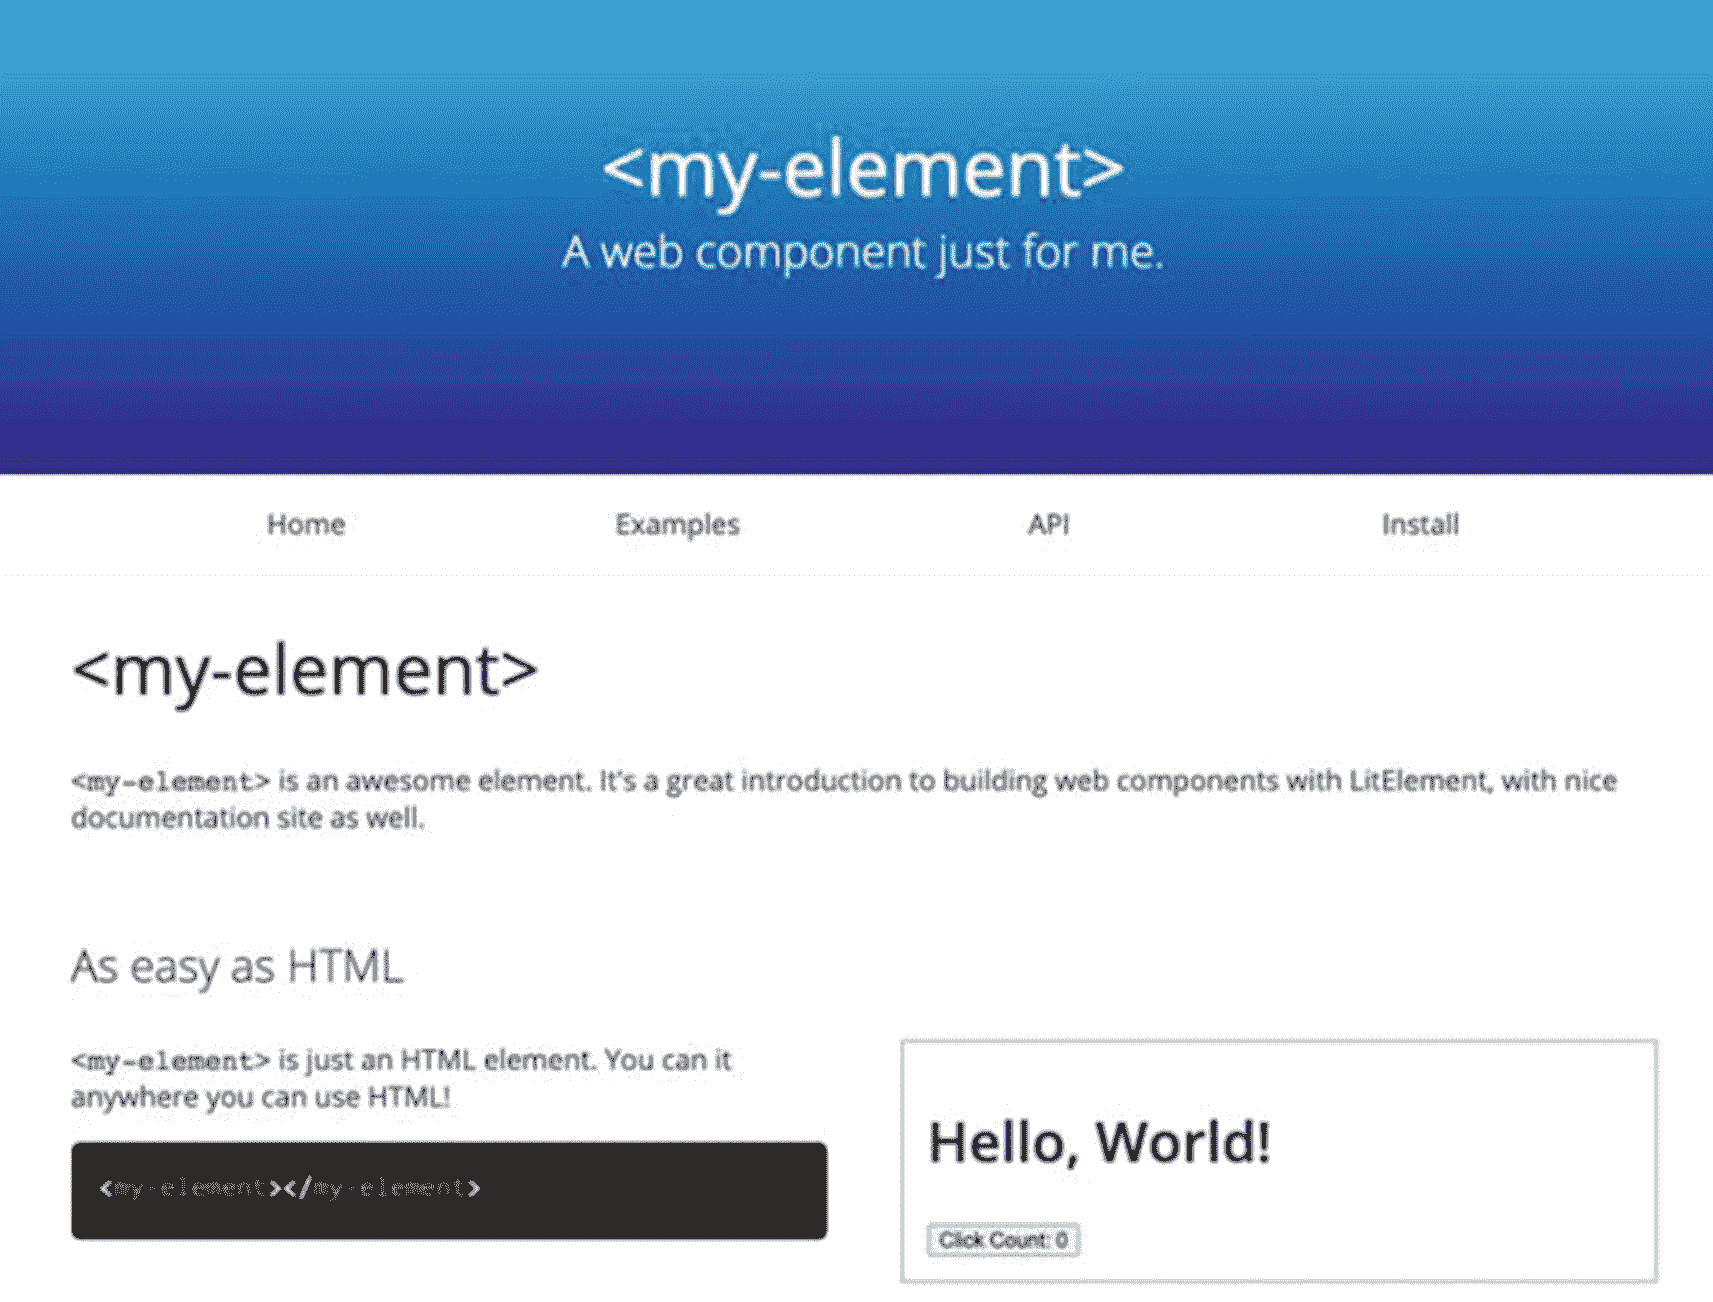 <my-element>
A web component just for me.
Home Examples API Install
<my-element>
<my-element> is an awesome element. It's a great introduction to building web components with LitElement, with nice
documentation site as well.
As easy as HTML
<my-element> is just an HTML element. You can it
anywhere you can use HTML!
<my-element></my-element>
Hello, World!
Click Count: 0